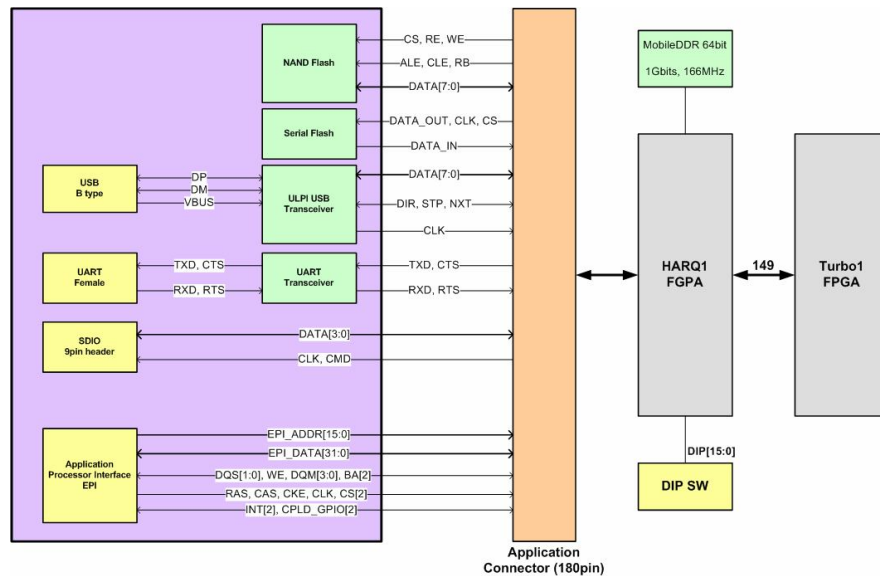 CS, RE, WE
NAND Flash
ALE, CLE, RB
DATA[7:0]
MobileDDR 64bit
1Gbits, 166MHz
Serial Flash
DATA_OUT, CLK, CS
DATA_IN
USB
B type
DP
DM
VBUS
ULPI USB
Transceiver
DATA[7:0]
DIR, STP, NXT
CLK
UART
Female
TXD, CTS
RXD, RTS
UART
Transceiver
TXD, CTS
RXD, RTS
HARQ1
FGPA
149
Turbo1
FPGA
SDIO
9pin header
DATA[3:0]
CLK, CMD
Application
Processor Interface
EPI
EPI_ADDR[15:0]
EPI_DATA[31:0]
DQS[1:0], WE, DQM[3:0], BA[2]
RAS, CAS, CKE, CLK, CS[2]
INT[2], CPLD_GPIO[2]
DIP[15:0]
DIP SW
Application
Connector (180pin)